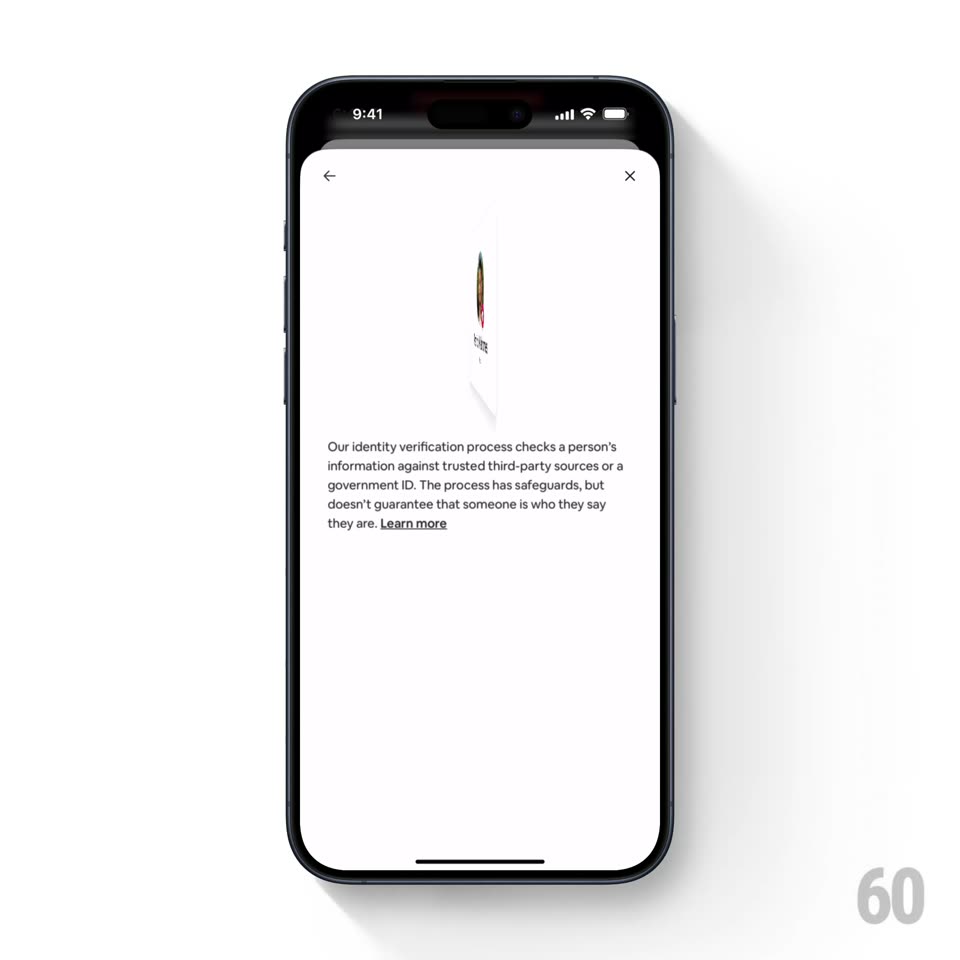 9:41
Our identity verification process checks a person's
information against trusted third-party sources or a
government ID. The process has safeguards, but
doesn't guarantee that someone is who they say
they are. Learn more
60